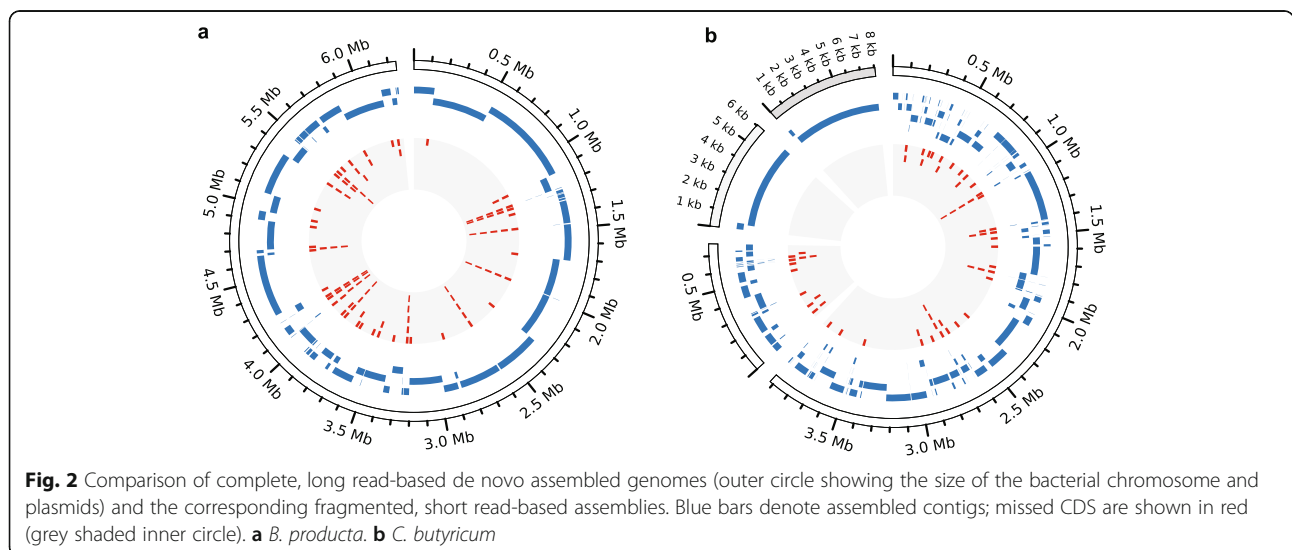 a
0.5 Mb
1.0 Mb
1.5 Mb
2.0 Mb
2.5 Mb
3.0 Mb
3.5 Mb
4.0 Mb
4.5 Mb
5.0 Mb
5.5 Mb
6.0 Mb
b
0.5 Mb
1.0 Mb
1.5 Mb
2.0 Mb
2.5 Mb
3.0 Mb
3.5 Mb
0.5 Mb
1 kb
2 kb
3 kb
4 kb
5 kb
6 kb
1 kb
2 kb
3 kb
4 kb
5 kb
6 kb
7 kb
8 kb
Fig. 2 Comparison of complete, long read-based de novo assembled genomes (outer circle showing the size of the bacterial chromosome and
plasmids) and the corresponding fragmented, short read-based assemblies. Blue bars denote assembled contigs; missed CDS are shown in red
(grey shaded inner circle). a B. producta. b C. butyricum